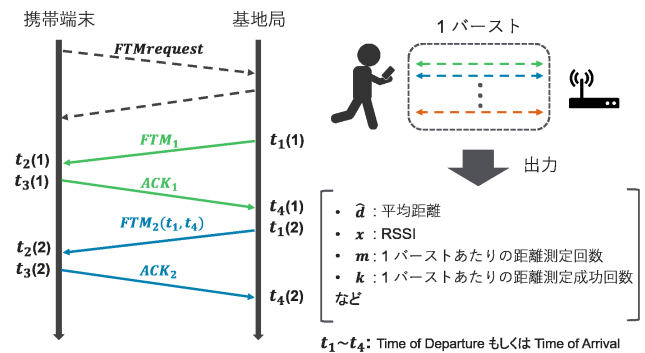 携帯端末
基地局
FTMrequest
FTM₁
t₁(1)
t₂(1)
t₃(1)
ACK₁
t₄(1)
FTM₂(t₁,t₄)
t₁(2)
t₂(2)
t₃(2)
ACK₂
t₄(2)
1 バースト
出力
• d̂ : 平均距離
• x : RSSI
• m : 1 バーストあたりの距離測定回数
• k : 1 バーストあたりの距離測定成功回数
など
t₁~t₄: Time of Departure もしくは Time of Arrival